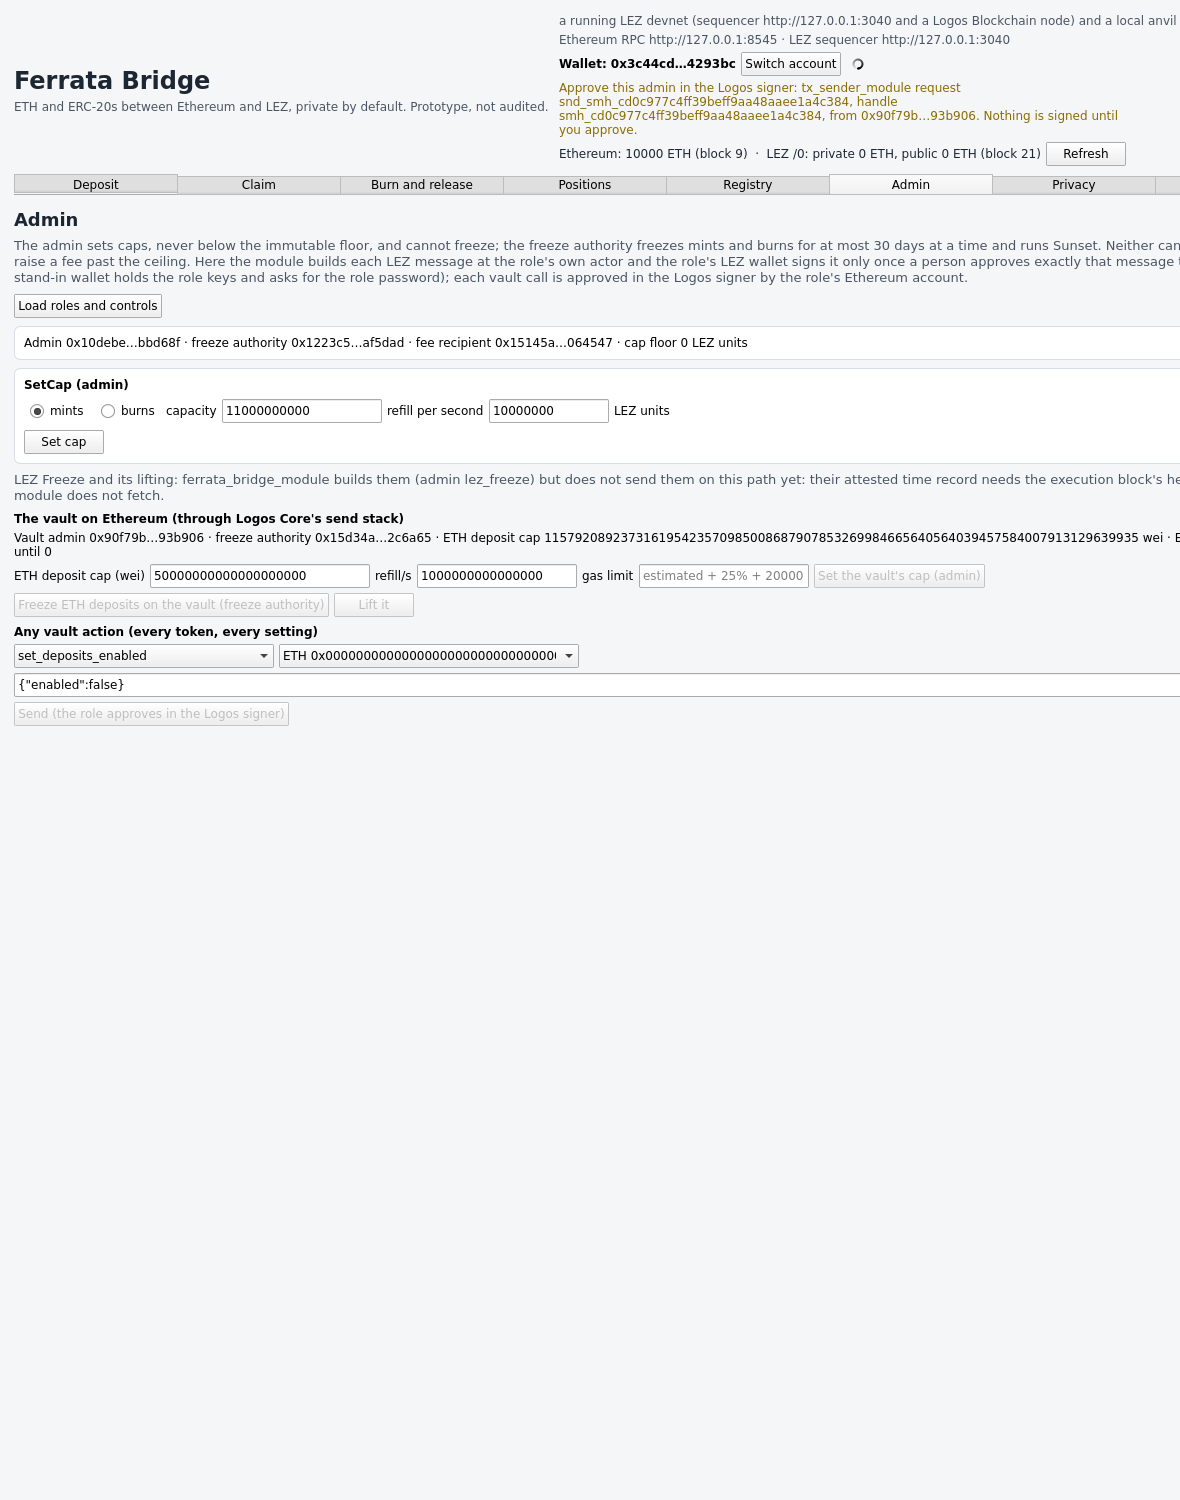 a running LEZ devnet (sequencer http://127.0.0.1:3040 and a Logos Blockchain node) and a local anvil
Ethereum RPC http://127.0.0.1:8545 · LEZ sequencer http://127.0.0.1:3040
Wallet: 0x3c44cd…4293bc Switch account
Ferrata Bridge
ETH and ERC-20s between Ethereum and LEZ, private by default. Prototype, not audited.
Approve this admin in the Logos signer: tx_sender_module request
snd_smh_cd0c977c4ff39beff9aa48aaee1a4c384, handle
smh_cd0c977c4ff39beff9aa48aaee1a4c384, from 0x90f79b…93b906. Nothing is signed until
you approve.
Ethereum: 10000 ETH (block 9) · LEZ /0: private 0 ETH, public 0 ETH (block 21) Refresh
Deposit Claim Burn and release Positions Registry Admin Privacy
Admin
The admin sets caps, never below the immutable floor, and cannot freeze; the freeze authority freezes mints and burns for at most 30 days at a time and runs Sunset. Neither can
raise a fee past the ceiling. Here the module builds each LEZ message at the role's own actor and the role's LEZ wallet signs it only once a person approves exactly that message
stand-in wallet holds the role keys and asks for the role password); each vault call is approved in the Logos signer by the role's Ethereum account.
Load roles and controls
Admin 0x10debe…bbd68f · freeze authority 0x1223c5…af5dad · fee recipient 0x15145a…064547 · cap floor 0 LEZ units
SetCap (admin)
mints burns capacity 11000000000 refill per second 10000000 LEZ units
Set cap
LEZ Freeze and its lifting: ferrata_bridge_module builds them (admin lez_freeze) but does not send them on this path yet: their attested time record needs the execution block's he
module does not fetch.
The vault on Ethereum (through Logos Core's send stack)
Vault admin 0x90f79b…93b906 · freeze authority 0x15d34a…2c6a65 · ETH deposit cap 115792089237316195423570985008687907853269984665640564039457584007913129639935 wei · E
until 0
ETH deposit cap (wei) 50000000000000000000 refill/s 1000000000000000 gas limit estimated + 25% + 20000 Set the vault's cap (admin)
Freeze ETH deposits on the vault (freeze authority) Lift it
Any vault action (every token, every setting)
set_deposits_enabled ETH 0x000000000000000000000000000000
{"enabled":false}
Send (the role approves in the Logos signer)